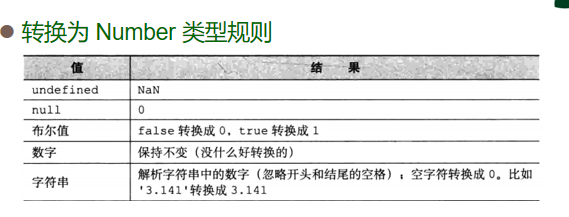 转换为 Number 类型规则
值 结果
undefined NaN
null 0
布尔值 false 转换成 0，true 转换成 1
数字 保持不变（没什么好转换的）
字符串 解析字符串中的数字（忽略开头和结尾的空格）；空字符转换成 0。比如
'3.141'转换成 3.141